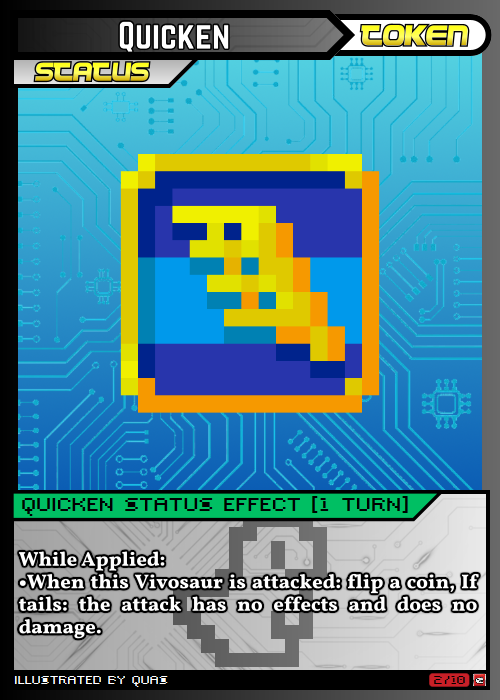 Quicken
TOKEN
STATUS
QUICKEN STATUS EFFECT [1 TURN]
While Applied:
•When this Vivosaur is attacked: flip a coin, If
tails: the attack has no effects and does no
damage.
ILLUSTRATED BY QUAS
2/10